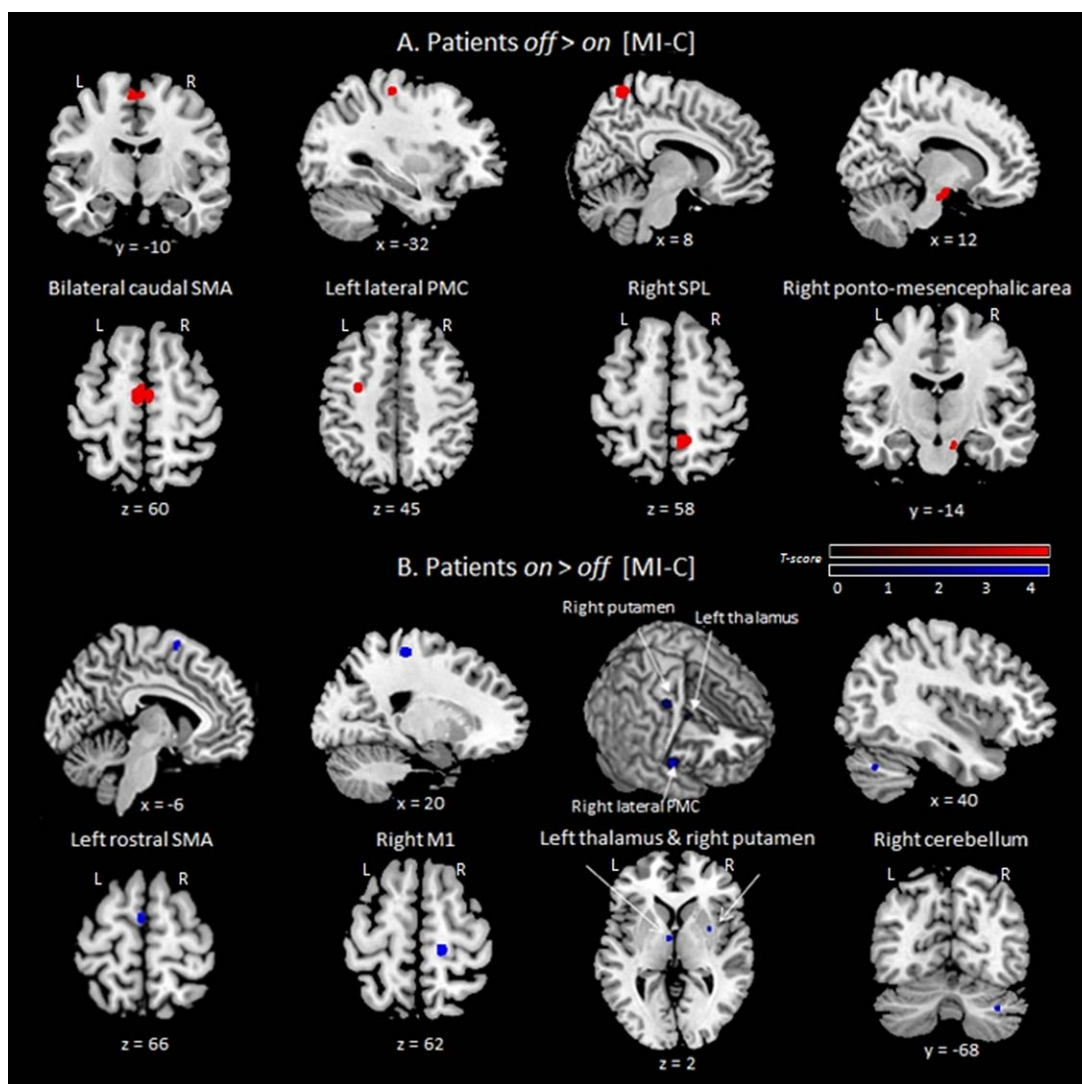 A. Patients off > on [MI-C]
L R
y = -10
x = -32
x = 8
x = 12
Bilateral caudal SMA
Left lateral PMC
Right SPL
Right ponto-mesencephalic area
L R
L R
L R
L R
z = 60
z = 45
z = 58
y = -14
T-score
0 1 2 3 4
B. Patients on > off [MI-C]
Right putamen
Left thalamus
Right lateral PMC
x = -6
x = 20
x = 40
Left rostral SMA
Right M1
Left thalamus & right putamen
Right cerebellum
L R
L R
L R
L R
z = 66
z = 62
z = 2
y = -68